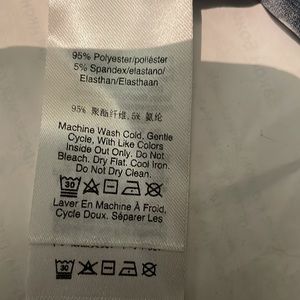 95% Polyester/poliéster
5% Spandex/elastano/
Elasthan/Elasthaan
95% 聚酯纤维, 5% 氨纶
Machine Wash Cold, Gentle
Cycle, With Like Colors
Inside Out Only. Do Not
Bleach. Dry Flat. Cool Iron.
Do Not Dry Clean.
30
Laver En Machine À Froid,
Cycle Doux. Séparer Les
30